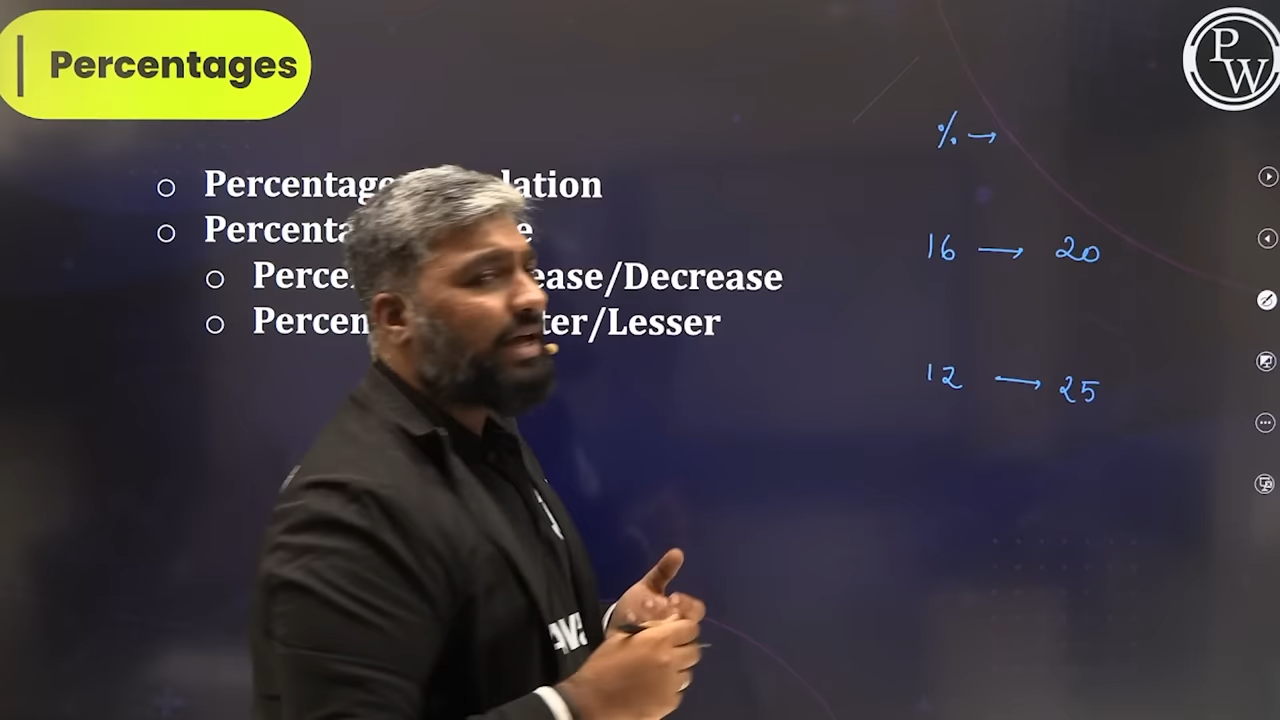 Percentages
PW
% →
Percentage lation
Percenta e
16 → 20
Perce ease/Decrease
Percen ter/Lesser
12 → 25